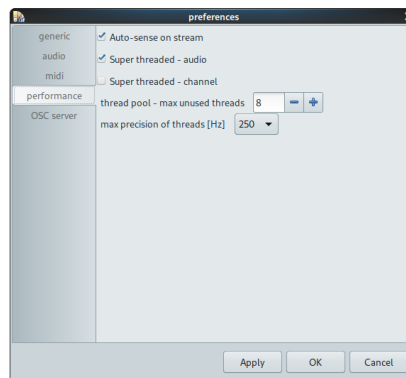 preferences
generic
audio
midi
performance
OSC server
Auto-sense on stream
Super threaded - audio
Super threaded - channel
thread pool - max unused threads 8
max precision of threads [Hz] 250
Apply OK Cancel